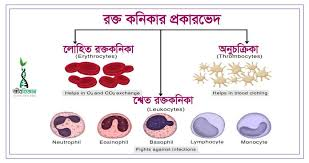 রক্ত কনিকার প্রকারভেদ
লোহিত রক্তকনিকা
(Erythrocytes)
Helps in O₂ and CO₂ exchange
অনুচক্রিকা
(Thrombocytes)
Helps in blood clotting
শ্বেত রক্তকনিকা
(Leukocytes)
Neutrophil Eosinophil Basophil Lymphocyte Monocyte
Fights against infections